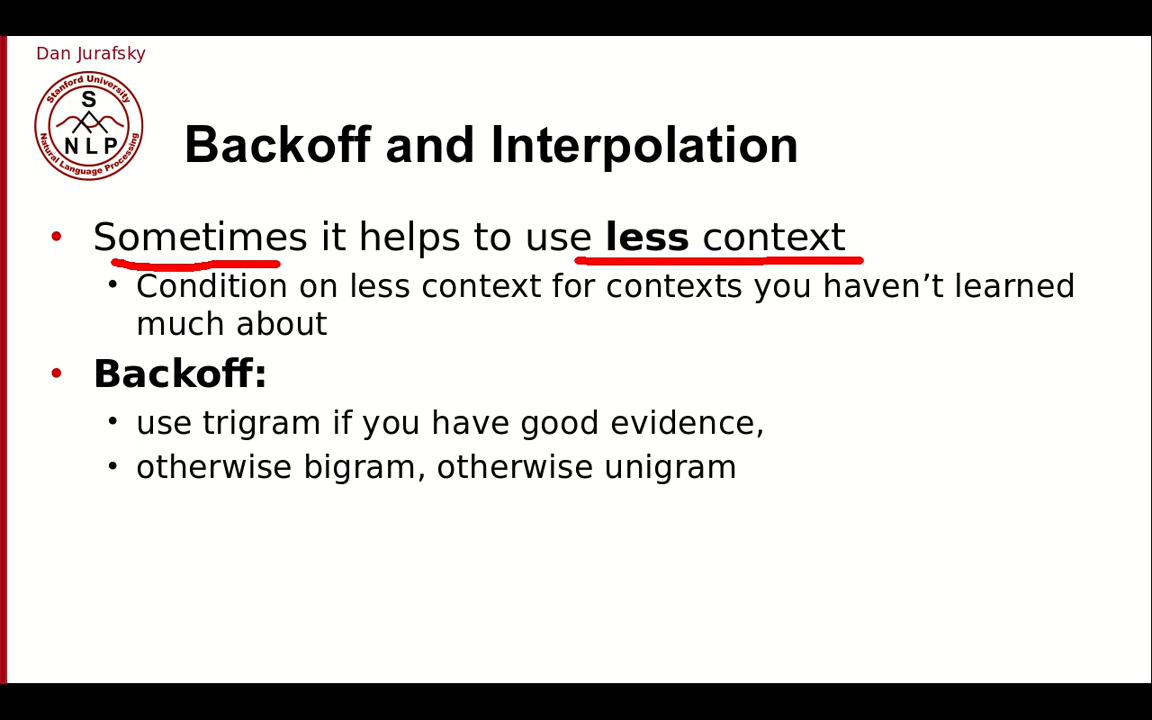 Dan Jurafsky
Stanford University
S
N L P
Natural Language Processing
Backoff and Interpolation
• Sometimes it helps to use less context
• Condition on less context for contexts you haven’t learned
much about
• Backoff:
• use trigram if you have good evidence,
• otherwise bigram, otherwise unigram